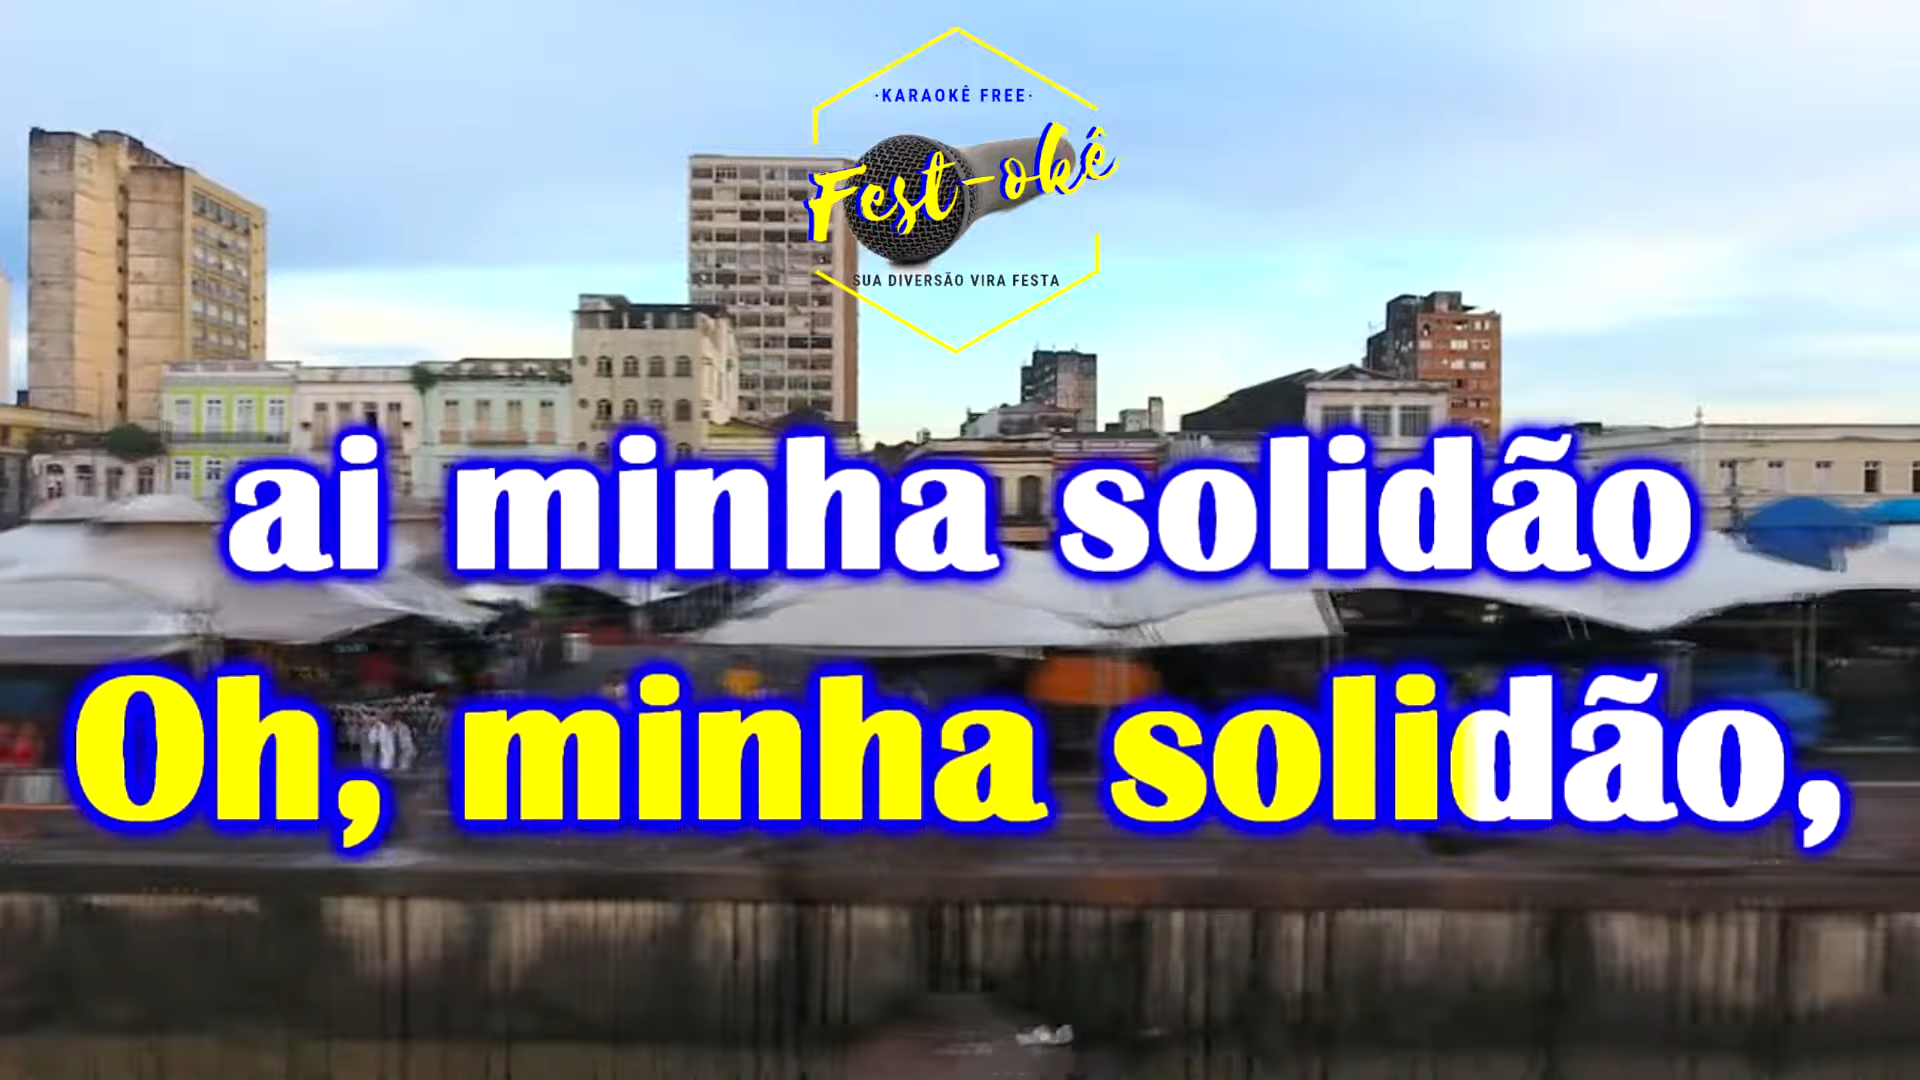 ·KARAOKÊ FREE·
Fest-okê
SUA DIVERSÃO VIRA FESTA
ai minha solidão
Oh, minha solidão,